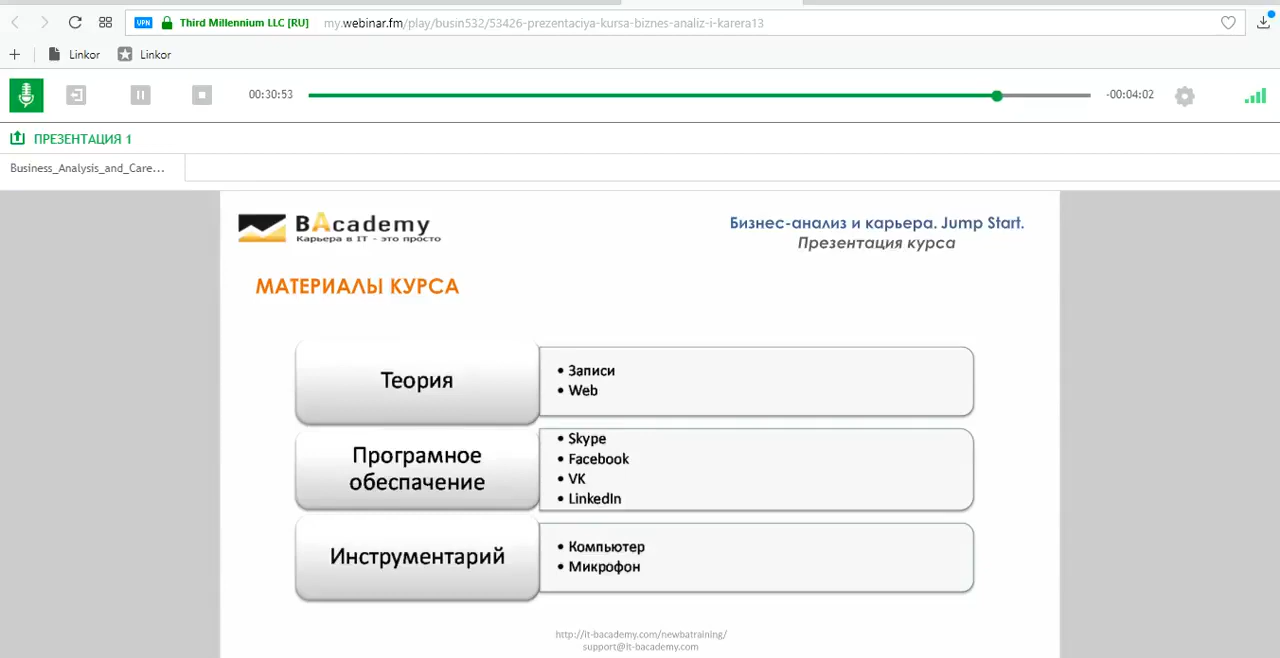 VPN Third Millennium LLC [RU] my.webinar.fm/play/busin532/53426-prezentaciya-kursa-biznes-analiz-i-karera13
Linkor Linkor
00:30:53 -00:04:02
ПРЕЗЕНТАЦИЯ 1
Business_Analysis_and_Care...
BAcademy
Карьера в IT - это просто
Бизнес-анализ и карьера. Jump Start.
Презентация курса
МАТЕРИАЛЫ КУРСА
Теория
• Записи
• Web
Програмное
обеспачение
• Skype
• Facebook
• VK
• LinkedIn
Инструментарий
• Компьютер
• Микрофон
http://it-bacademy.com/newbatraining/
support@it-bacademy.com